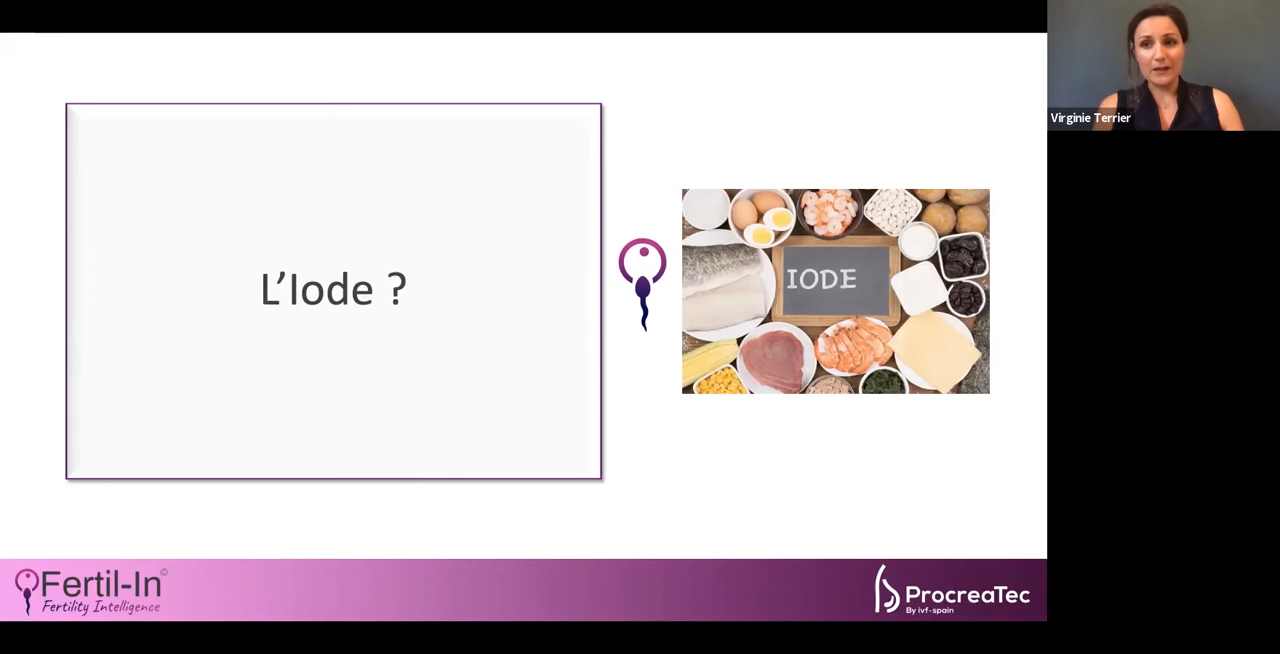 Virginie Terrier
L’Iode ?
IODE
Fertil-In©
Fertility Intelligence
ProcreaTec
By ivf-spain